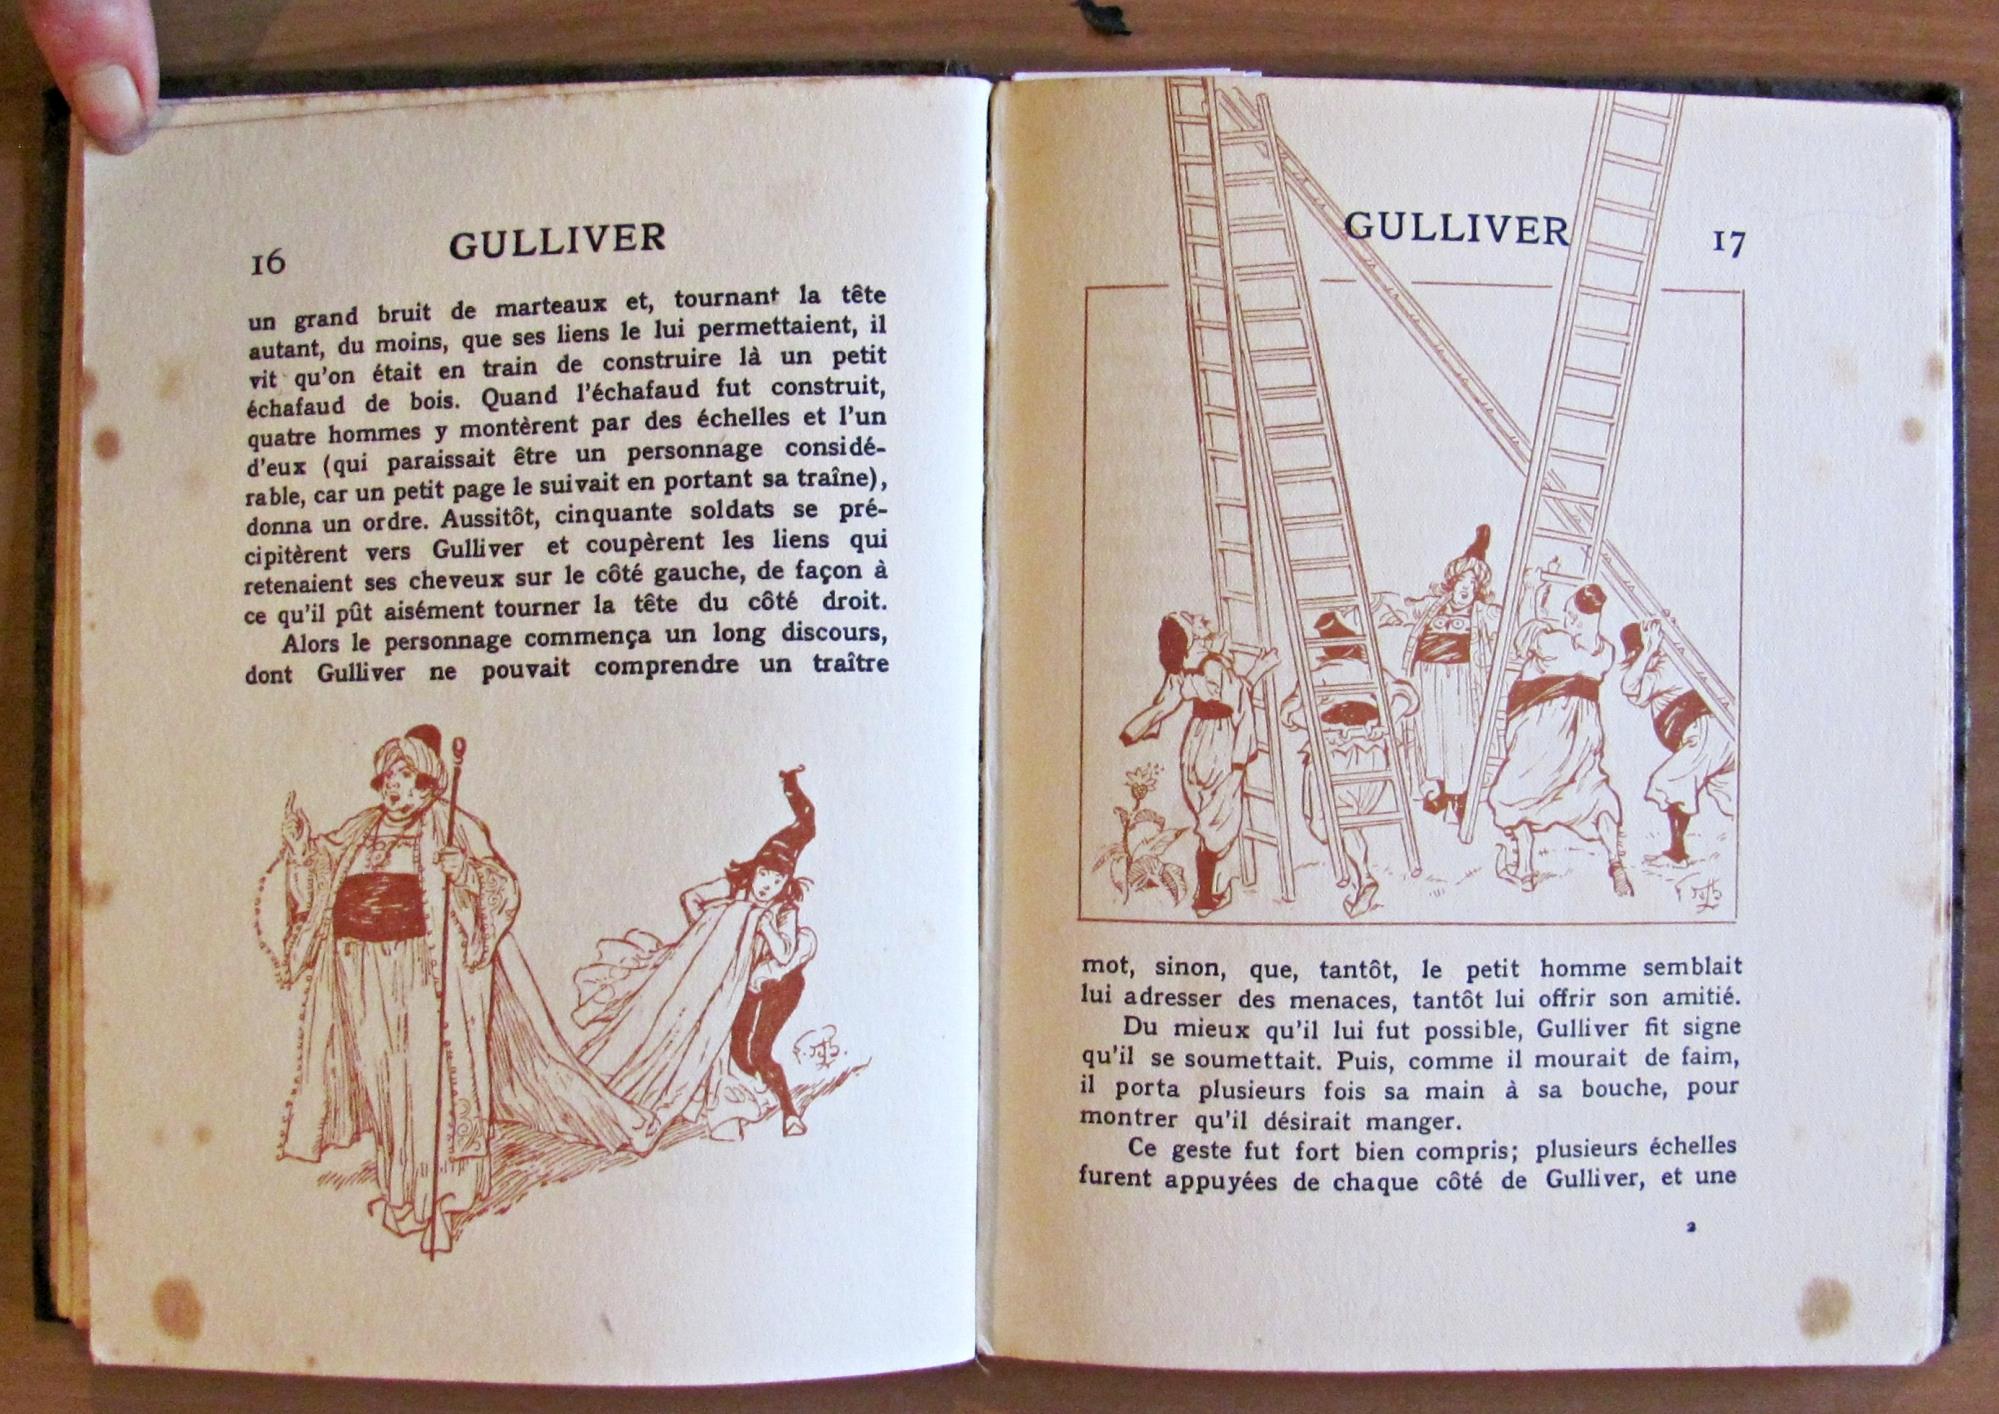 16
GULLIVER
un grand bruit de marteaux et, tournant la tête
autant, du moins, que ses liens le lui permettaient, il
vit qu'on était en train de construire là un petit
échafaud de bois. Quand l'échafaud fut construit,
quatre hommes y montèrent par des échelles et l'un
d'eux (qui paraissait être un personnage considé-
rable, car un petit page le suivait en portant sa traîne),
donna un ordre. Aussitôt, cinquante soldats se pré-
cipitèrent vers Gulliver et coupèrent les liens qui
retenaient ses cheveux sur le côté gauche, de façon à
ce qu'il pût aisément tourner la tête du côté droit.
Alors le personnage commença un long discours,
dont Gulliver ne pouvait comprendre un traître
GULLIVER
17
mot, sinon, que, tantôt, le petit homme semblait
lui adresser des menaces, tantôt lui offrir son amitié.
Du mieux qu'il lui fut possible, Gulliver fit signe
qu'il se soumettait. Puis, comme il mourait de faim,
il porta plusieurs fois sa main à sa bouche, pour
montrer qu'il désirait manger.
Ce geste fut fort bien compris; plusieurs échelles
furent appuyées de chaque côté de Gulliver, et une
2